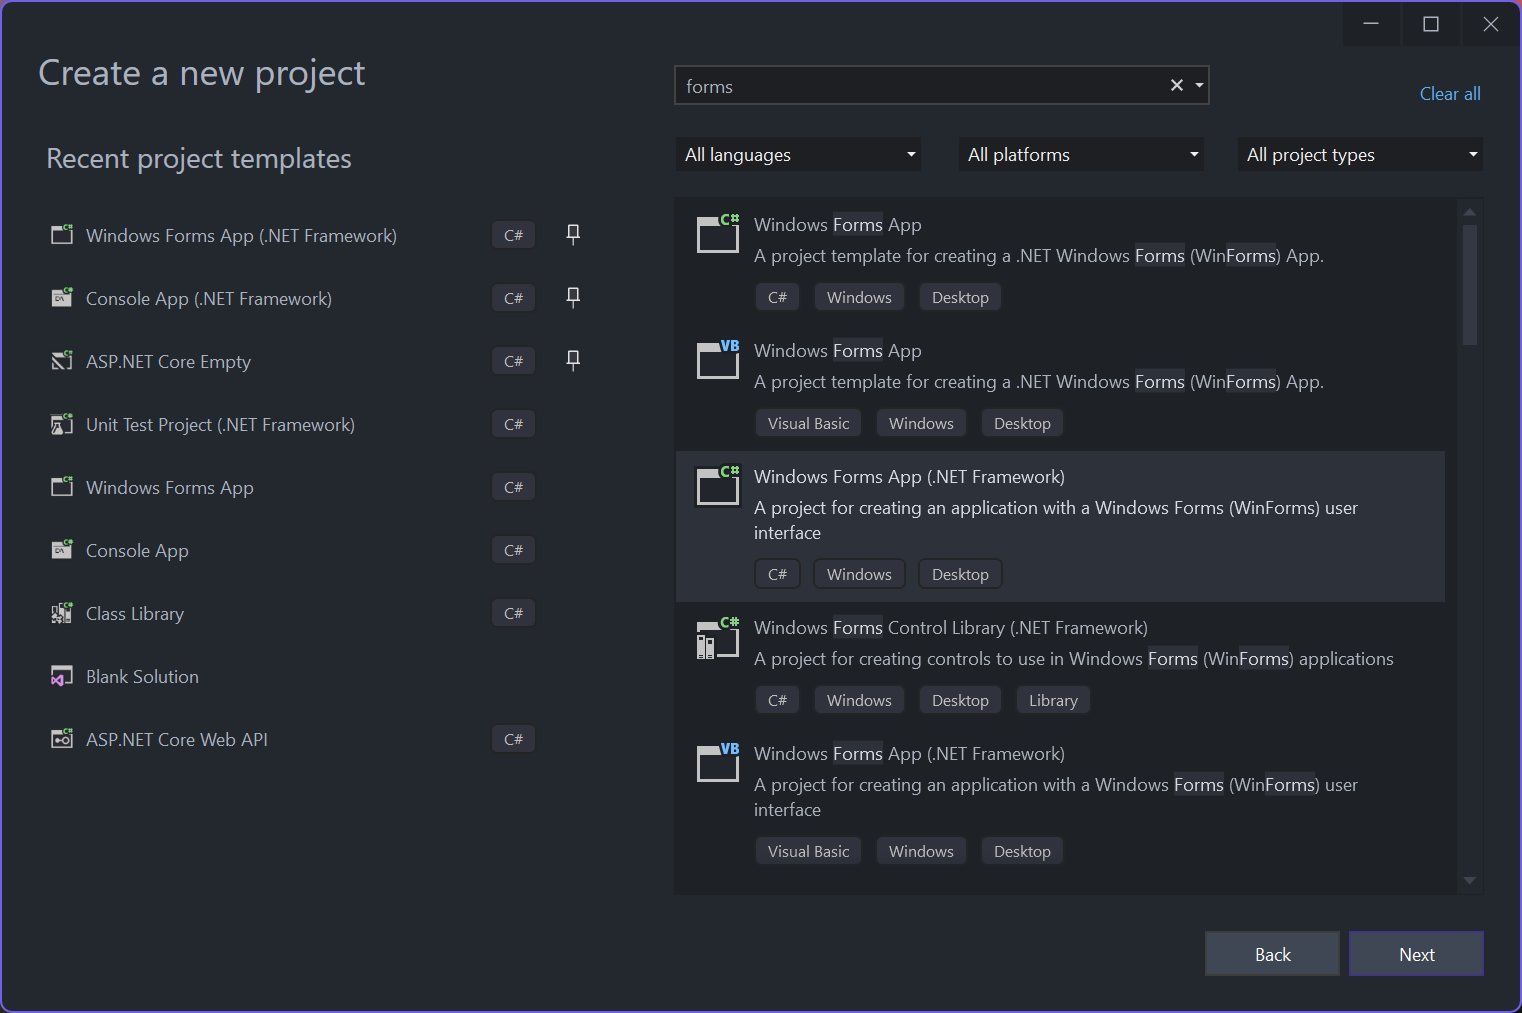 Create a new project
forms
Clear all
Recent project templates
All languages
All platforms
All project types
Windows Forms App (.NET Framework)
C#
Console App (.NET Framework)
C#
ASP.NET Core Empty
C#
Unit Test Project (.NET Framework)
C#
Windows Forms App
C#
Console App
C#
Class Library
C#
Blank Solution
ASP.NET Core Web API
C#
C#
Windows Forms App
A project template for creating a .NET Windows Forms (WinForms) App.
C#
Windows
Desktop
VB
Windows Forms App
A project template for creating a .NET Windows Forms (WinForms) App.
Visual Basic
Windows
Desktop
C#
Windows Forms App (.NET Framework)
A project for creating an application with a Windows Forms (WinForms) user
interface
C#
Windows
Desktop
C#
Windows Forms Control Library (.NET Framework)
A project for creating controls to use in Windows Forms (WinForms) applications
C#
Windows
Desktop
Library
VB
Windows Forms App (.NET Framework)
A project for creating an application with a Windows Forms (WinForms) user
interface
Visual Basic
Windows
Desktop
Back
Next